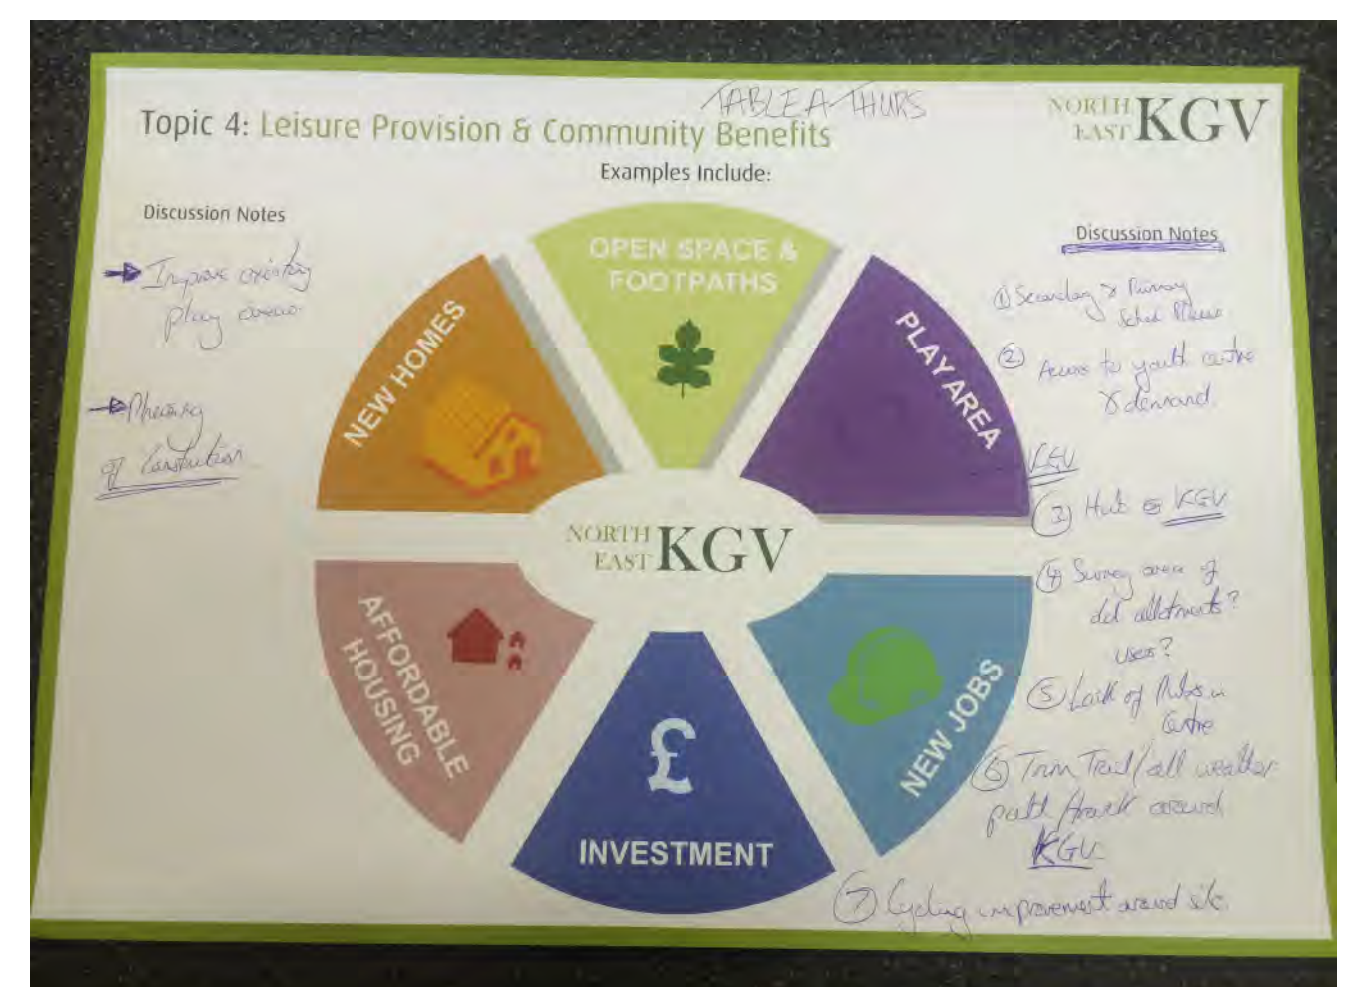 TABLE A THURS
Topic 4: Leisure Provision & Community Benefits
NORTH EAST KGV
Examples Include:
Discussion Notes
Improve existing
play areas
Phasing
of Construction
OPEN SPACE &
FOOTPATHS
NEW HOMES
PLAY AREA
NORTH EAST KGV
AFFORDABLE
HOUSING
£
INVESTMENT
NEW JOBS
Discussion Notes
① Secondary & Primary
School Places
② Access to youth centre
& demand
KGV
③ Hub @ KGV
④ Survey area of
allotments?
users?
⑤ Lack of Pubs in
Centre
⑥ Trim Trail/all weather
path/track around
KGV
⑦ Cycling improvement around site.